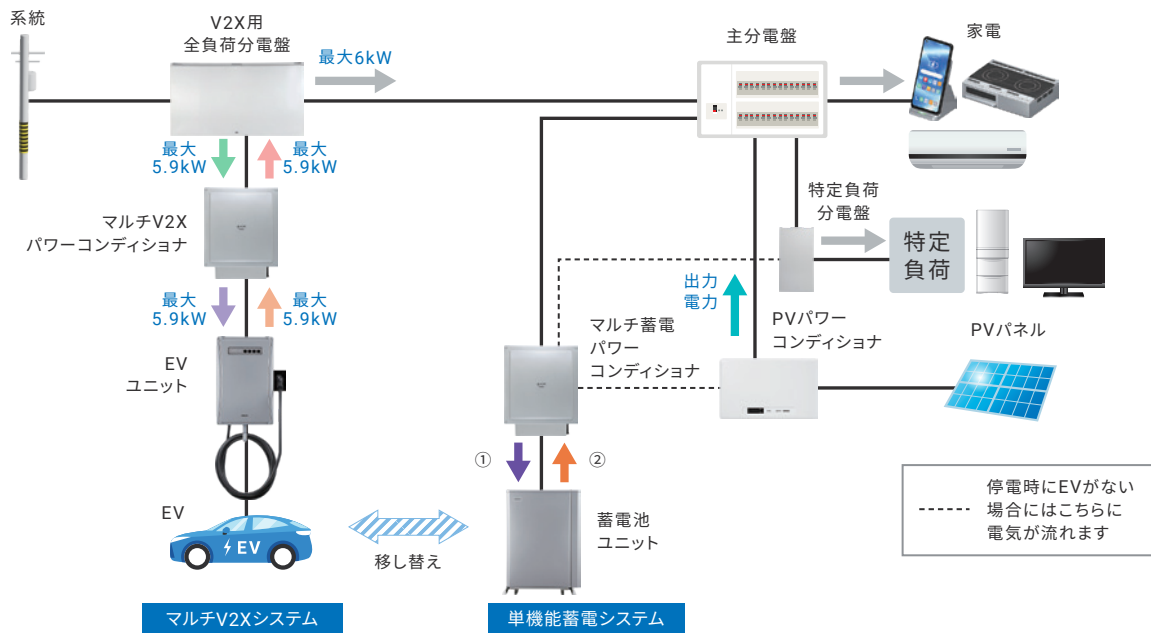 系統
V2X用
全負荷分電盤
最大6kW
主分電盤
家電
最大
5.9kW
最大
5.9kW
マルチV2X
パワーコンディショナ
特定負荷
分電盤
特定
負荷
最大
5.9kW
最大
5.9kW
出力
電力
EV
ユニット
マルチ蓄電
パワー
コンディショナ
PVパワー
コンディショナ
PVパネル
①
②
EV
EV
移し替え
蓄電池
ユニット
停電時にEVがない
場合にはこちらに
電気が流れます
マルチV2Xシステム
単機能蓄電システム